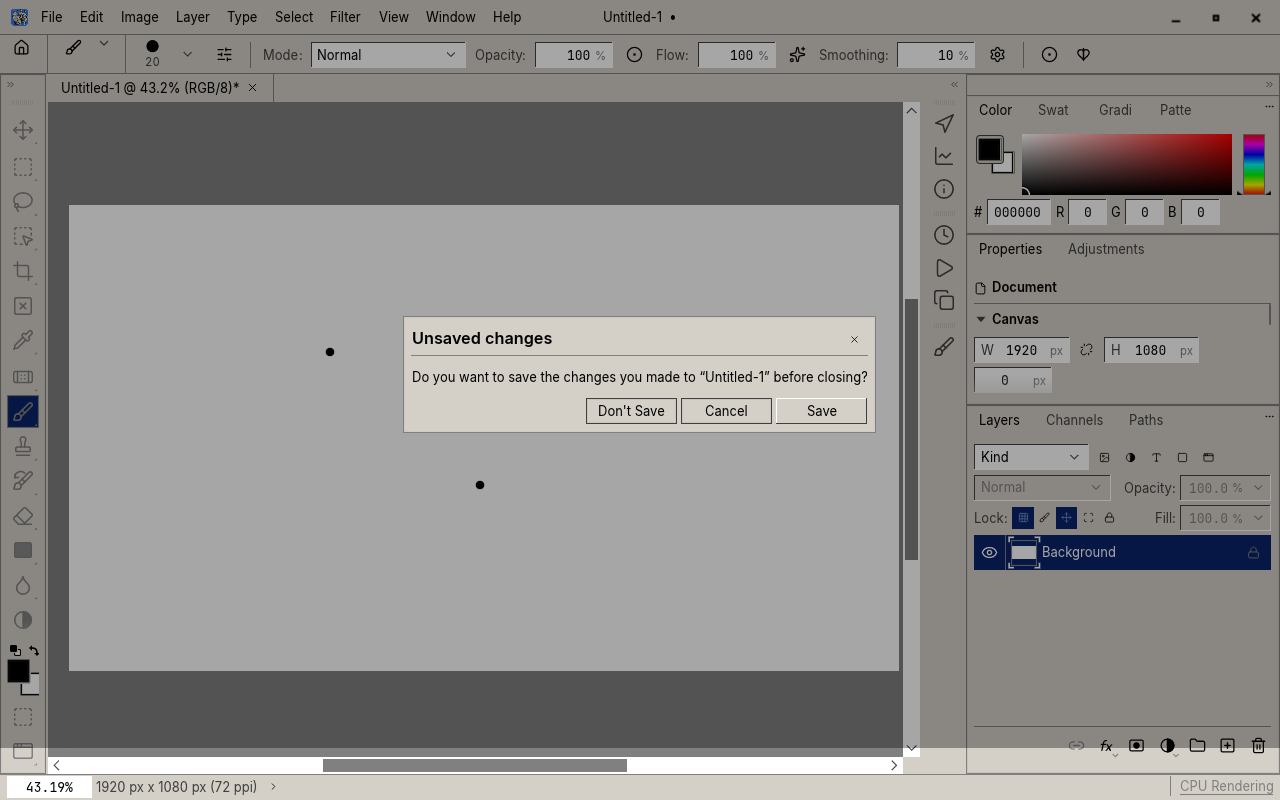 File Edit Image Layer Type Select Filter View Window Help Untitled-1 •
20 Mode: Normal Opacity: 100 % Flow: 100 % Smoothing: 10 %
Untitled-1 @ 43.2% (RGB/8)*
Color Swat Gradi Patte
# 000000 R 0 G 0 B 0
Properties Adjustments
Document
Canvas
W 1920 px H 1080 px
0 px
Unsaved changes
Do you want to save the changes you made to “Untitled-1” before closing?
Don't Save Cancel Save
Layers Channels Paths
Kind
Normal Opacity: 100.0 %
Lock: Fill: 100.0 %
Background
fx
43.19% 1920 px x 1080 px (72 ppi) CPU Rendering